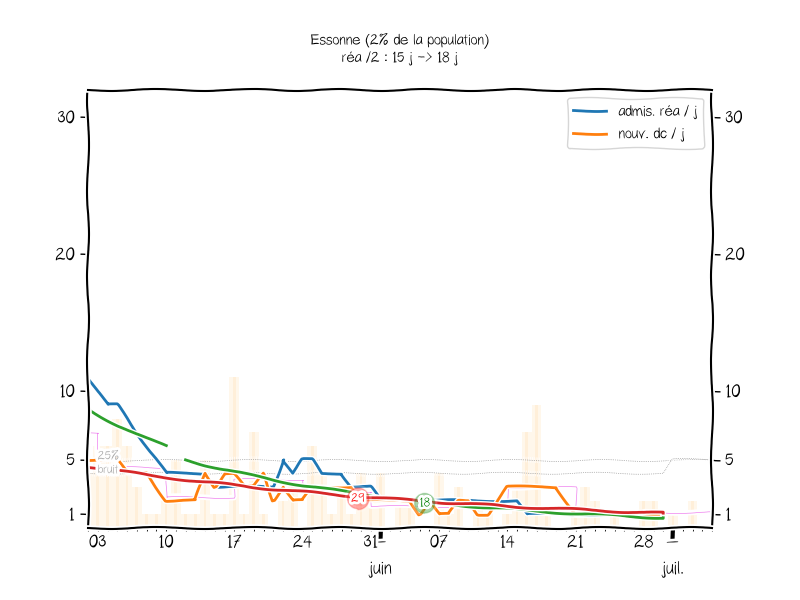 Essonne (2% de la population)
réa /2 : 15 j -> 18 j
30
30
admis. réa / j
nouv. dc / j
20
20
10
10
5
5
25%
bruit
29
18
1
1
03 10 17 24 31 07 14 21 28
juin juil.